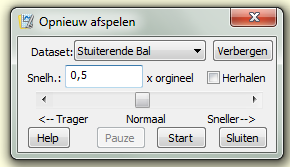 Opnieuw afspelen
Dataset: Stuiterende Bal Verbergen
Snelh.: 0,5 x orgineel Herhalen
<-- Trager Normaal Sneller-->
Help Pauze Start Sluiten